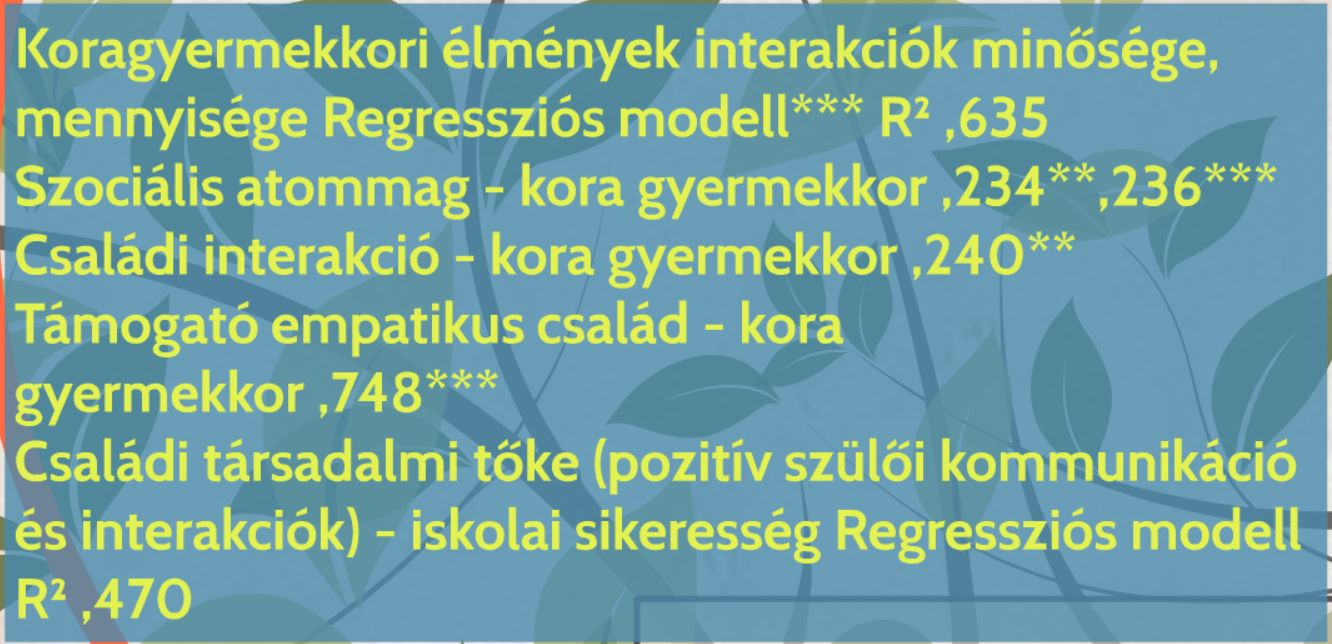 Koragyermekkori élmények interakciók minősége,
mennyisége Regressziós modell*** R² ,635
Szociális atommag – kora gyermekkor ,234**,236***
Családi interakció – kora gyermekkor ,240**
Támogató empatikus család – kora
gyermekkor ,748***
Családi társadalmi tőke (pozitív szülői kommunikáció
és interakciók) – iskolai sikeresség Regressziós modell
R² ,470